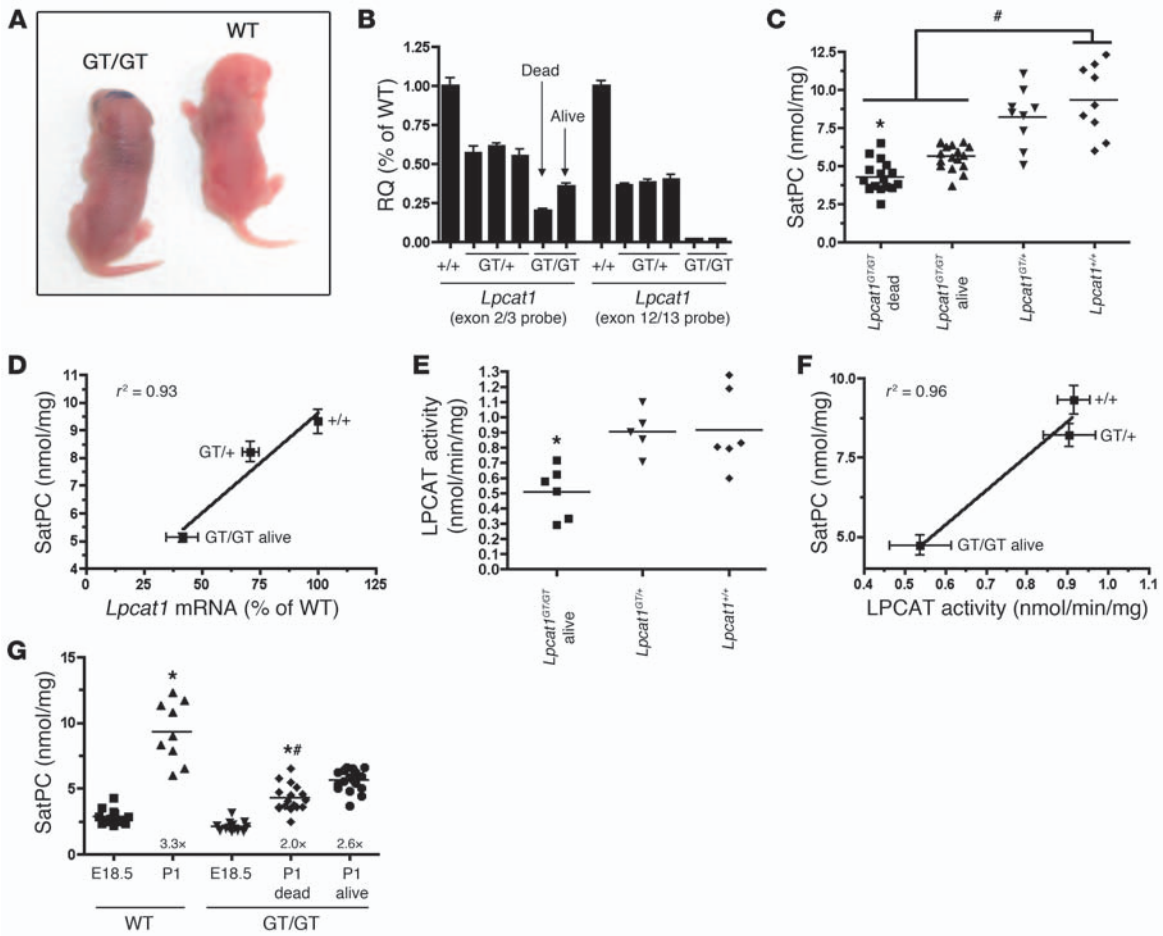 A
GT/GT
WT
B
RQ (% of WT)
1.25
1.00
0.75
0.50
0.25
0.00
Dead
Alive
+/+ GT/+ GT/GT +/+ GT/+ GT/GT
Lpcat1 Lpcat1
(exon 2/3 probe) (exon 12/13 probe)
C
SatPC (nmol/mg)
12.5
10.0
7.5
5.0
2.5
0.0
#
*
Lpcat1GT/GT dead
Lpcat1GT/GT alive
Lpcat1GT/+
Lpcat1+/+
D
SatPC (nmol/mg)
11
10
9
8
7
6
5
4
r² = 0.93
+/+
GT/+
GT/GT alive
0 25 50 75 100 125
Lpcat1 mRNA (% of WT)
E
LPCAT activity
(nmol/min/mg)
1.3
1.2
1.1
1.0
0.9
0.8
0.7
0.6
0.5
0.4
0.3
0.2
0.1
0.0
*
Lpcat1GT/GT alive
Lpcat1GT/+
Lpcat1+/+
F
SatPC (nmol/mg)
10.0
7.5
5.0
r² = 0.96
+/+
GT/+
GT/GT alive
0.4 0.5 0.6 0.7 0.8 0.9 1.0 1.1
LPCAT activity (nmol/min/mg)
G
SatPC (nmol/mg)
15
10
5
0
*
*#
3.3× 2.0× 2.6×
E18.5 P1 E18.5 P1 P1
dead alive
WT GT/GT